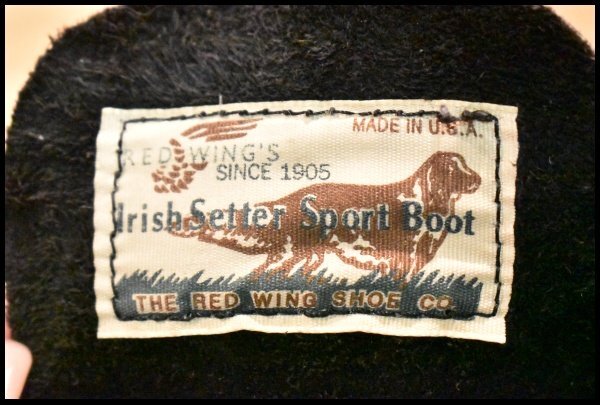 MADE IN U.S.A.
RED WING'S
SINCE 1905
Irish Setter Sport Boot
THE RED WING SHOE CO.